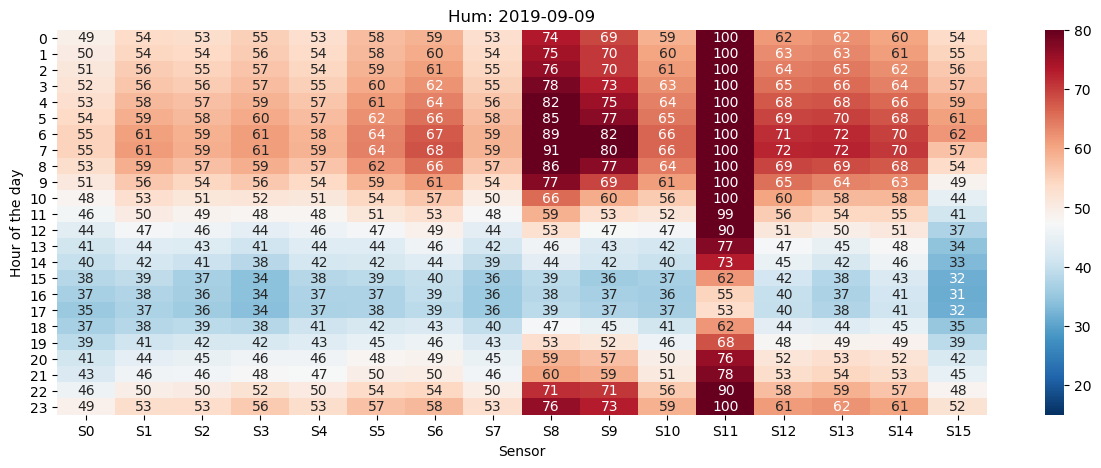 Hum: 2019-09-09
Hour of the day
0 49 54 53 55 53 58 59 53 74 69 59 100 62 62 60 54
1 50 54 54 56 54 58 60 54 75 70 60 100 63 63 61 55
2 51 56 55 57 54 59 61 55 76 70 61 100 64 65 62 56
3 52 56 56 57 55 60 62 55 78 73 63 100 65 66 64 57
4 53 58 57 59 57 61 64 56 82 75 64 100 68 68 66 59
5 54 59 58 60 57 62 66 58 85 77 65 100 69 70 68 61
6 55 61 59 61 58 64 67 59 89 82 66 100 71 72 70 62
7 55 61 59 61 59 64 68 59 91 80 66 100 72 72 70 57
8 53 59 57 59 57 62 66 57 86 77 64 100 69 69 68 54
9 51 56 54 56 54 59 61 54 77 69 61 100 65 64 63 49
10 48 53 51 52 51 54 57 50 66 60 56 100 60 58 58 44
11 46 50 49 48 48 51 53 48 59 53 52 99 56 54 55 41
12 44 47 46 44 46 47 49 44 53 47 47 90 51 50 51 37
13 41 44 43 41 44 44 46 42 46 43 42 77 47 45 48 34
14 40 42 41 38 42 42 44 39 44 42 40 73 45 42 46 33
15 38 39 37 34 38 39 40 36 39 36 37 62 42 38 43 32
16 37 38 36 34 37 37 39 36 38 37 36 55 40 37 41 31
17 35 37 36 34 37 38 39 36 39 37 37 53 40 38 41 32
18 37 38 39 38 41 42 43 40 47 45 41 62 44 44 45 35
19 39 41 42 42 43 45 46 43 53 52 46 68 48 49 49 39
20 41 44 45 46 46 48 49 45 59 57 50 76 52 53 52 42
21 43 46 46 48 47 50 50 46 60 59 51 78 53 54 53 45
22 46 50 50 52 50 54 54 50 71 71 56 90 58 59 57 48
23 49 53 53 56 53 57 58 53 76 73 59 100 61 62 61 52
S0 S1 S2 S3 S4 S5 S6 S7 S8 S9 S10 S11 S12 S13 S14 S15
Sensor
80
70
60
50
40
30
20